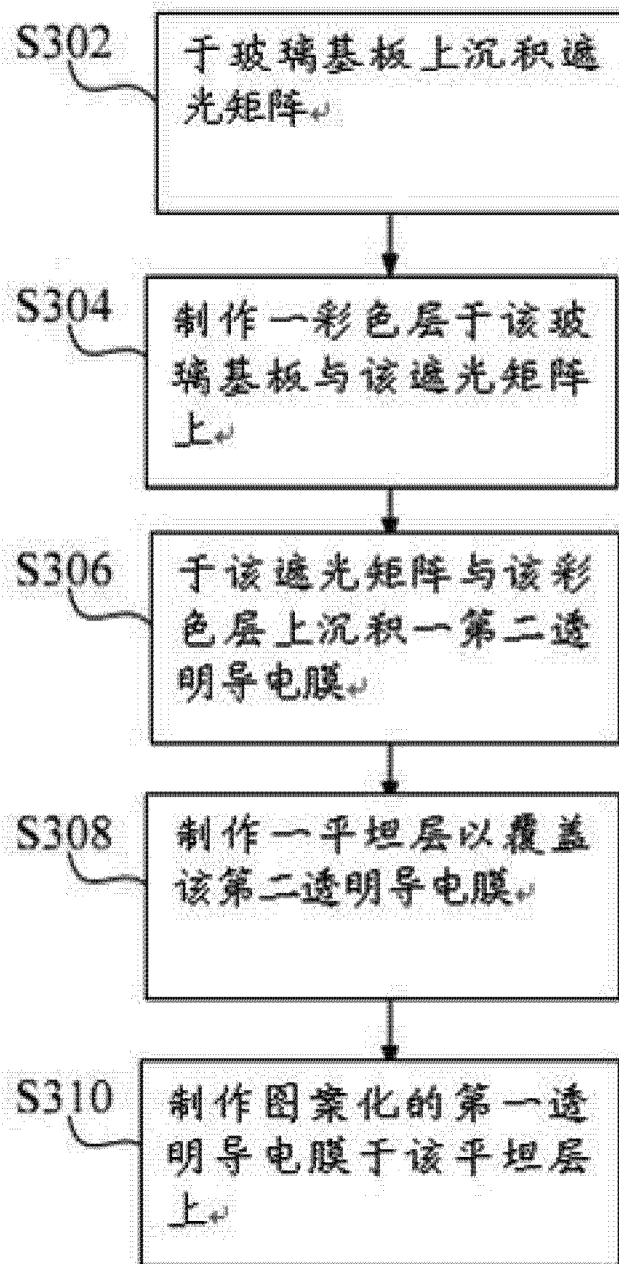 S302
于玻璃基板上沉积遮
光矩阵↵
S304
制作一彩色层于该玻
璃基板与该遮光矩阵
上↵
S306
于该遮光矩阵与该彩
色层上沉积一第二透
明导电膜↵
S308
制作一平坦层以覆盖
该第二透明导电膜↵
S310
制作图案化的第一透
明导电膜于该平坦层
上↵